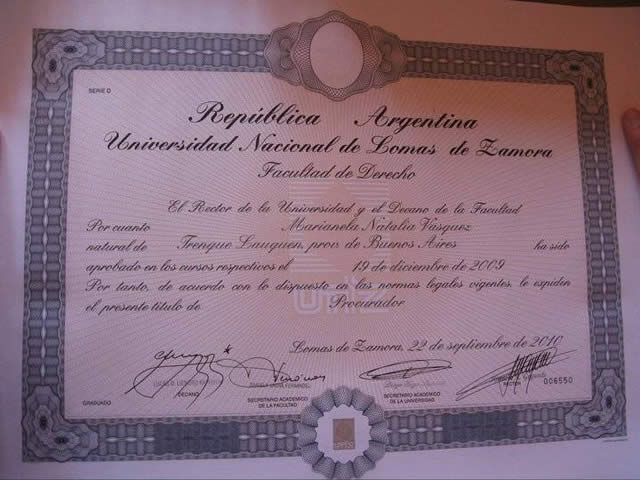 SERIE D
República Argentina
Universidad Nacional de Lomas de Zamora
Facultad de Derecho
El Rector de la Universidad y el Decano de la Facultad
Por cuanto Marianela Natalia Vásquez
natural de Trenque Lauquen, prov. de Buenos Aires ha sido
aprobado en los cursos respectivos el 19 de diciembre de 2009
Por tanto, de acuerdo con lo dispuesto en las normas legales vigentes, le expiden
el presente título de Procurador
Lomas de Zamora, 22 de septiembre de 2010
GRADUADO
DECANO
SECRETARIO ACADEMICO
DE LA FACULTAD
SECRETARIO ACADEMICO
DE LA UNIVERSIDAD
RECTOR
006550